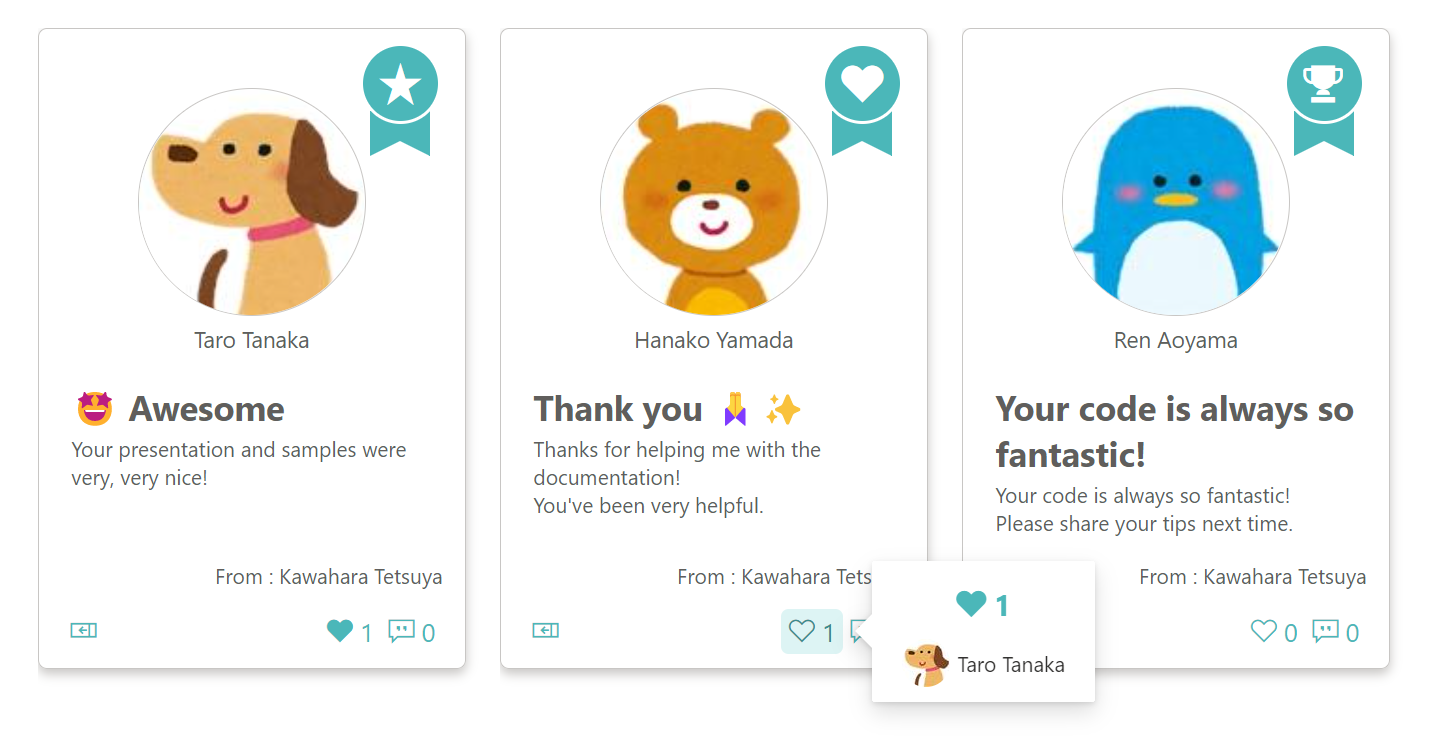 Taro Tanaka
🤩 Awesome
Your presentation and samples were
very, very nice!
From : Kawahara Tetsuya
1 0
Hanako Yamada
Thank you 🙏 ✨
Thanks for helping me with the
documentation!
You've been very helpful.
From : Kawahara Tets
1
1
Taro Tanaka
Ren Aoyama
Your code is always so
fantastic!
Your code is always so fantastic!
Please share your tips next time.
From : Kawahara Tetsuya
0 0